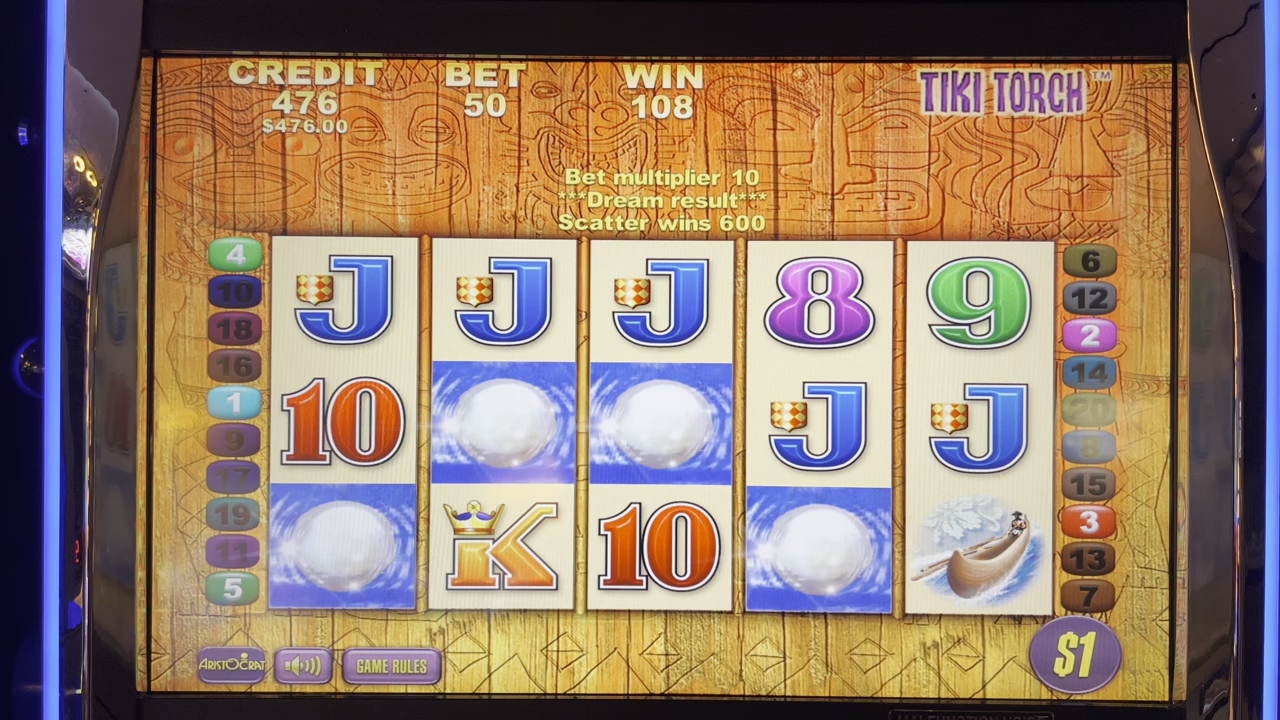 CREDIT BET WIN TIKI TORCH™
476 50 108
$476.00
Bet multiplier 10
***Dream result***
Scatter wins 600
4 J J J 8 9 6
10 12
18 2
16 14
1 10 J J 20
9 8
17 15
19 K 10 3
11 13
5 7
ARISTOCRAT GAME RULES $1